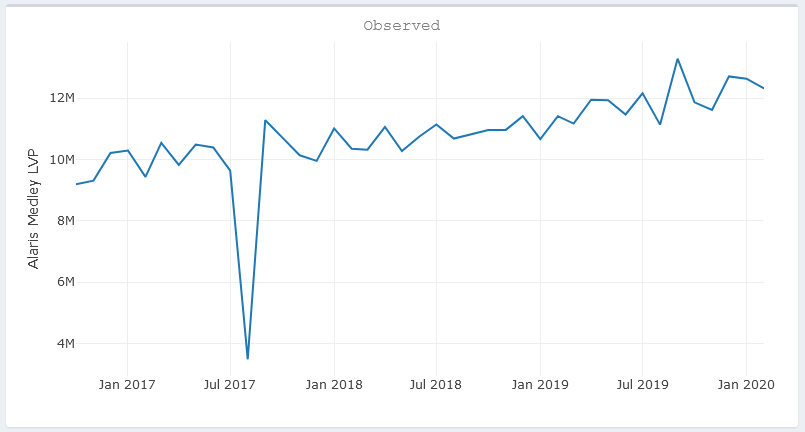 Observed
Alaris Medley LVP
12M
10M
8M
6M
4M
Jan 2017
Jul 2017
Jan 2018
Jul 2018
Jan 2019
Jul 2019
Jan 2020